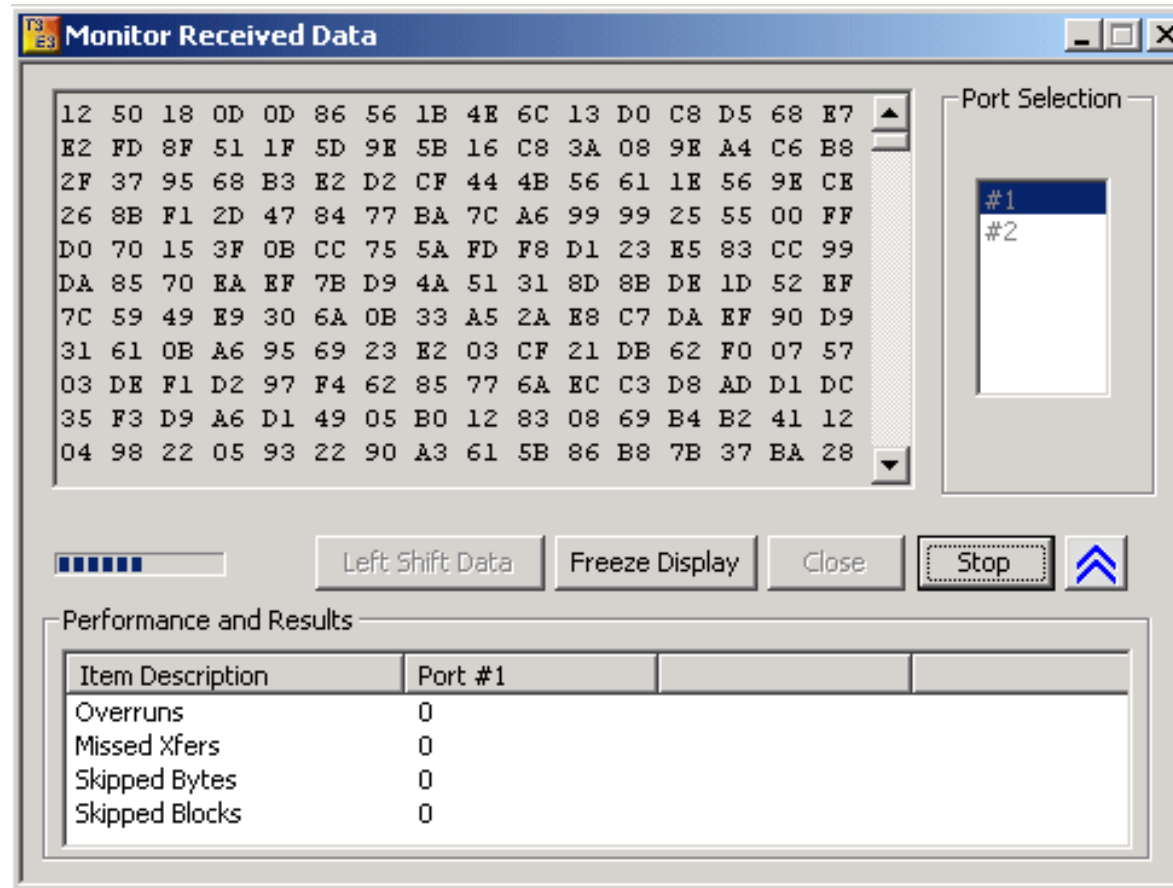 T3 E3 Monitor Received Data
12 50 18 0D 0D 86 56 1B 4E 6C 13 D0 C8 D5 68 E7
E2 FD 8F 51 1F 5D 9E 5B 16 C8 3A 08 9E A4 C6 B8
2F 37 95 68 B3 E2 D2 CF 44 4B 56 61 1E 56 9E CE
26 8B F1 2D 47 84 77 BA 7C A6 99 99 25 55 00 FF
D0 70 15 3F 0B CC 75 5A FD F8 D1 23 E5 83 CC 99
DA 85 70 EA EF 7B D9 4A 51 31 8D 8B DE 1D 52 EF
7C 59 49 E9 30 6A 0B 33 A5 2A E8 C7 DA EF 90 D9
31 61 0B A6 95 69 23 E2 03 CF 21 DB 62 F0 07 57
03 DE F1 D2 97 F4 62 85 77 6A EC C3 D8 AD D1 DC
35 F3 D9 A6 D1 49 05 B0 12 83 08 69 B4 B2 41 12
04 98 22 05 93 22 90 A3 61 5B 86 B8 7B 37 BA 28
Port Selection
#1
#2
Left Shift Data Freeze Display Close Stop
Performance and Results
Item Description Port #1
Overruns 0
Missed Xfers 0
Skipped Bytes 0
Skipped Blocks 0